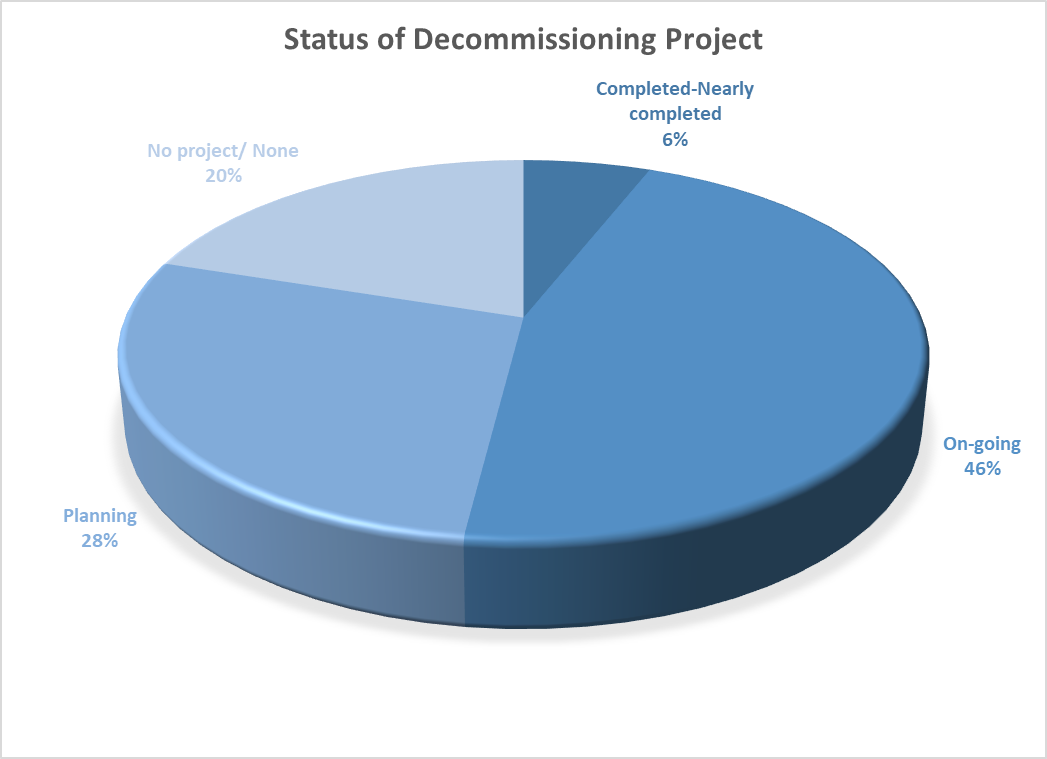 Status of Decommissioning Project
Completed-Nearly
completed
6%
No project/ None
20%
On-going
46%
Planning
28%